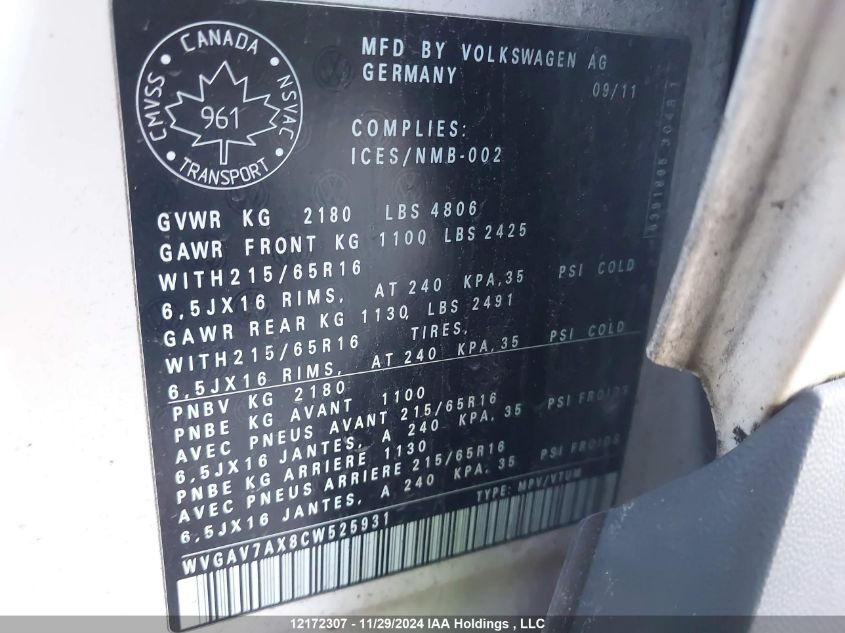 CANADA
CMVSS
NSVAC
961
TRANSPORT
MFD BY VOLKSWAGEN AG
GERMANY
09/11
COMPLIES:
ICES/NMB-002
GVWR KG 2180 LBS 4806
GAWR FRONT KG 1100 LBS 2425
WITH215/65R16
6,5JX16 RIMS, AT 240 KPA,35 PSI COLD
GAWR REAR KG 1130, LBS 2491
WITH215/65R16 TIRES,
6,5JX16 RIMS, AT 240 KPA,35 PSI COLD
PNBV KG 2180
PNBE KG AVANT 1100
AVEC PNEUS AVANT 215/65R16
6,5JX16 JANTES, A 240 KPA, 35 PSI FROIDS
PNBE KG ARRIERE 1130
AVEC PNEUS ARRIERE 215/65R16
6,5JX16 JANTES, A 240 KPA, 35 PSI FROIDS
TYPE: MPV/VTUM
WVGAV7AX8CW525931
12172307 - 11/29/2024 IAA Holdings , LLC